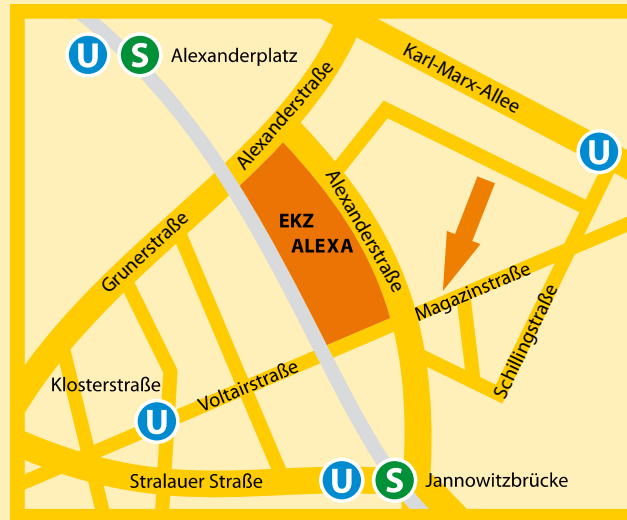 U S Alexanderplatz
Karl-Marx-Allee
Alexanderstraße
U
Alexanderstraße
EKZ
ALEXA
Grunerstraße
Magazinstraße
Schillingstraße
Klosterstraße
Voltairstraße
U
Stralauer Straße
U S Jannowitzbrücke